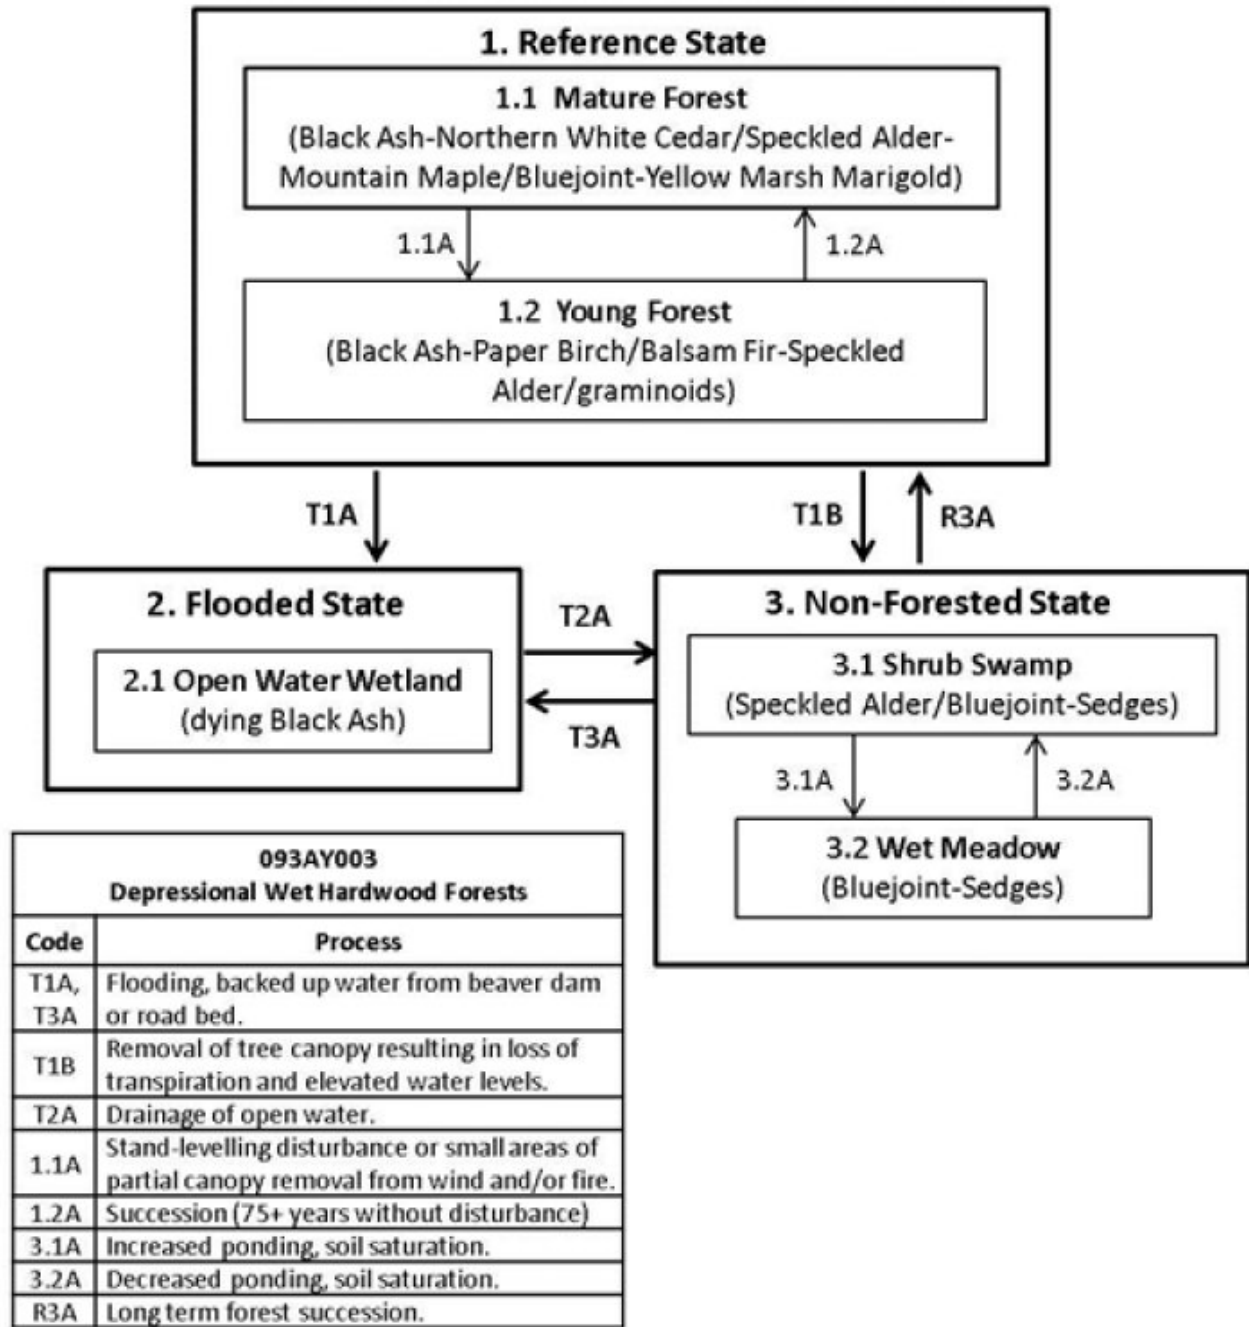 1. Reference State
1.1 Mature Forest
(Black Ash-Northern White Cedar/Speckled Alder-
Mountain Maple/Bluejoint-Yellow Marsh Marigold)
1.1A
1.2A
1.2 Young Forest
(Black Ash-Paper Birch/Balsam Fir-Speckled
Alder/graminoids)
T1A
T1B
R3A
2. Flooded State
2.1 Open Water Wetland
(dying Black Ash)
T2A
T3A
3. Non-Forested State
3.1 Shrub Swamp
(Speckled Alder/Bluejoint-Sedges)
3.1A
3.2A
3.2 Wet Meadow
(Bluejoint-Sedges)
093AY003
Depressional Wet Hardwood Forests
Code Process
T1A, Flooding, backed up water from beaver dam
T3A or road bed.
T1B Removal of tree canopy resulting in loss of
transpiration and elevated water levels.
T2A Drainage of open water.
1.1A Stand-levelling disturbance or small areas of
partial canopy removal from wind and/or fire.
1.2A Succession (75+ years without disturbance)
3.1A Increased ponding, soil saturation.
3.2A Decreased ponding, soil saturation.
R3A Long term forest succession.